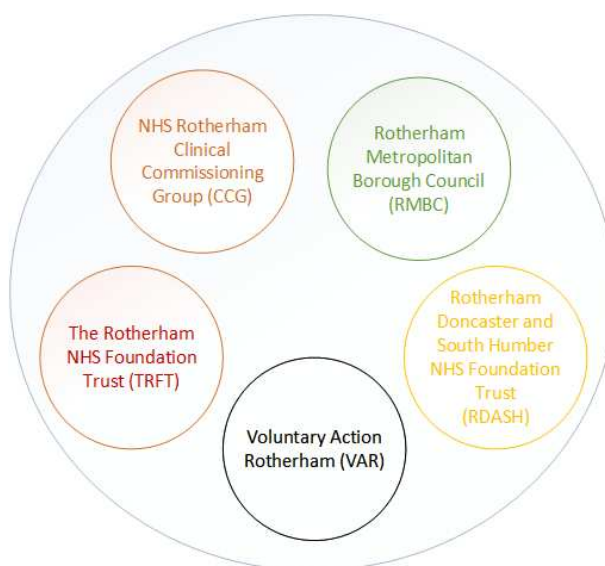 NHS Rotherham
Clinical
Commissioning
Group (CCG)
Rotherham
Metropolitan
Borough Council
(RMBC)
The Rotherham
NHS Foundation
Trust (TRFT)
Rotherham
Doncaster and
South Humber
NHS Foundation
Trust
(RDASH)
Voluntary Action
Rotherham (VAR)